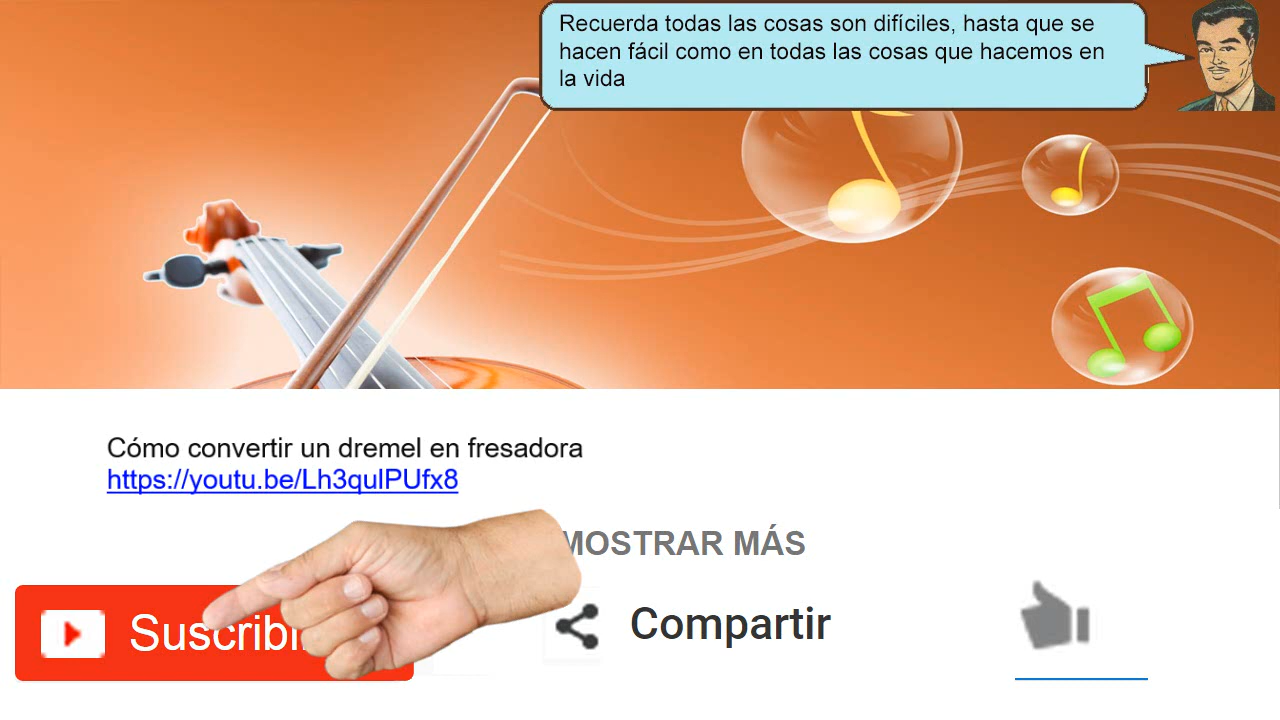 Recuerda todas las cosas son difíciles, hasta que se
hacen fácil como en todas las cosas que hacemos en
la vida
Cómo convertir un dremel en fresadora
https://youtu.be/Lh3qulPUfx8
MOSTRAR MÁS
Suscribi
Compartir